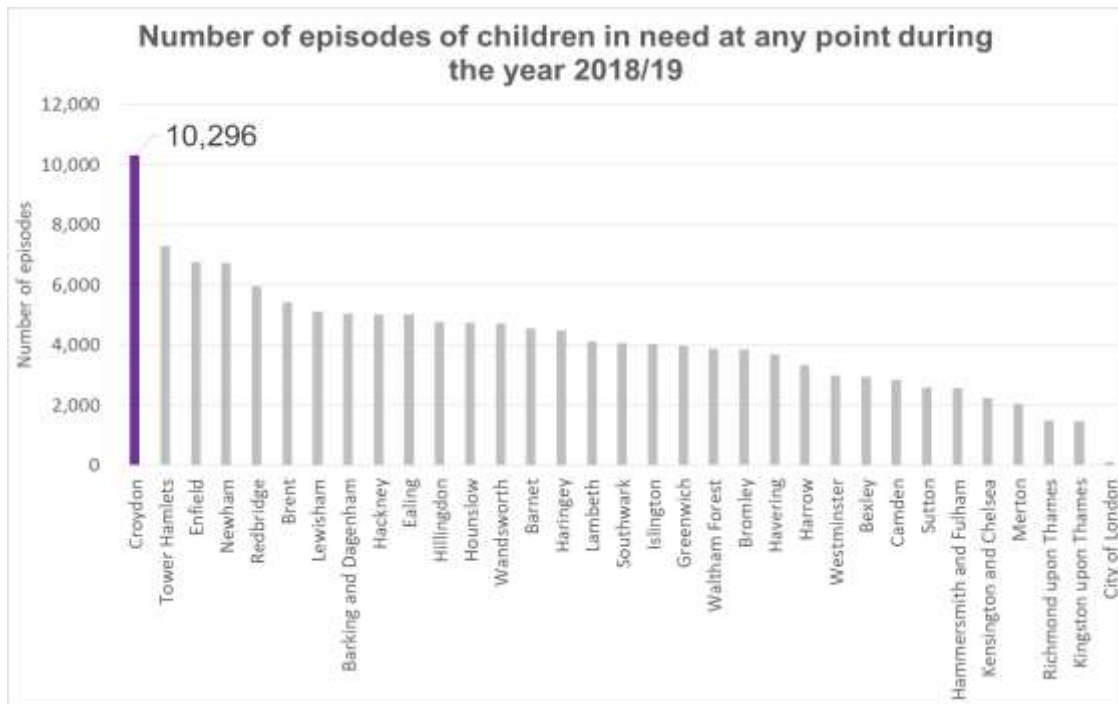 Number of episodes of children in need at any point during
the year 2018/19
12,000
10,296
10,000
8,000
6,000
4,000
2,000
0
Number of episodes
Croydon
Tower Hamlets
Enfield
Newham
Redbridge
Brent
Lewisham
Barking and Dagenham
Hackney
Ealing
Hillingdon
Hounslow
Wandsworth
Barnet
Haringey
Lambeth
Southwark
Islington
Greenwich
Waltham Forest
Bromley
Havering
Harrow
Westminster
Bexley
Camden
Sutton
Hammersmith and Fulham
Kensington and Chelsea
Merton
Richmond upon Thames
Kingston upon Thames
City of London